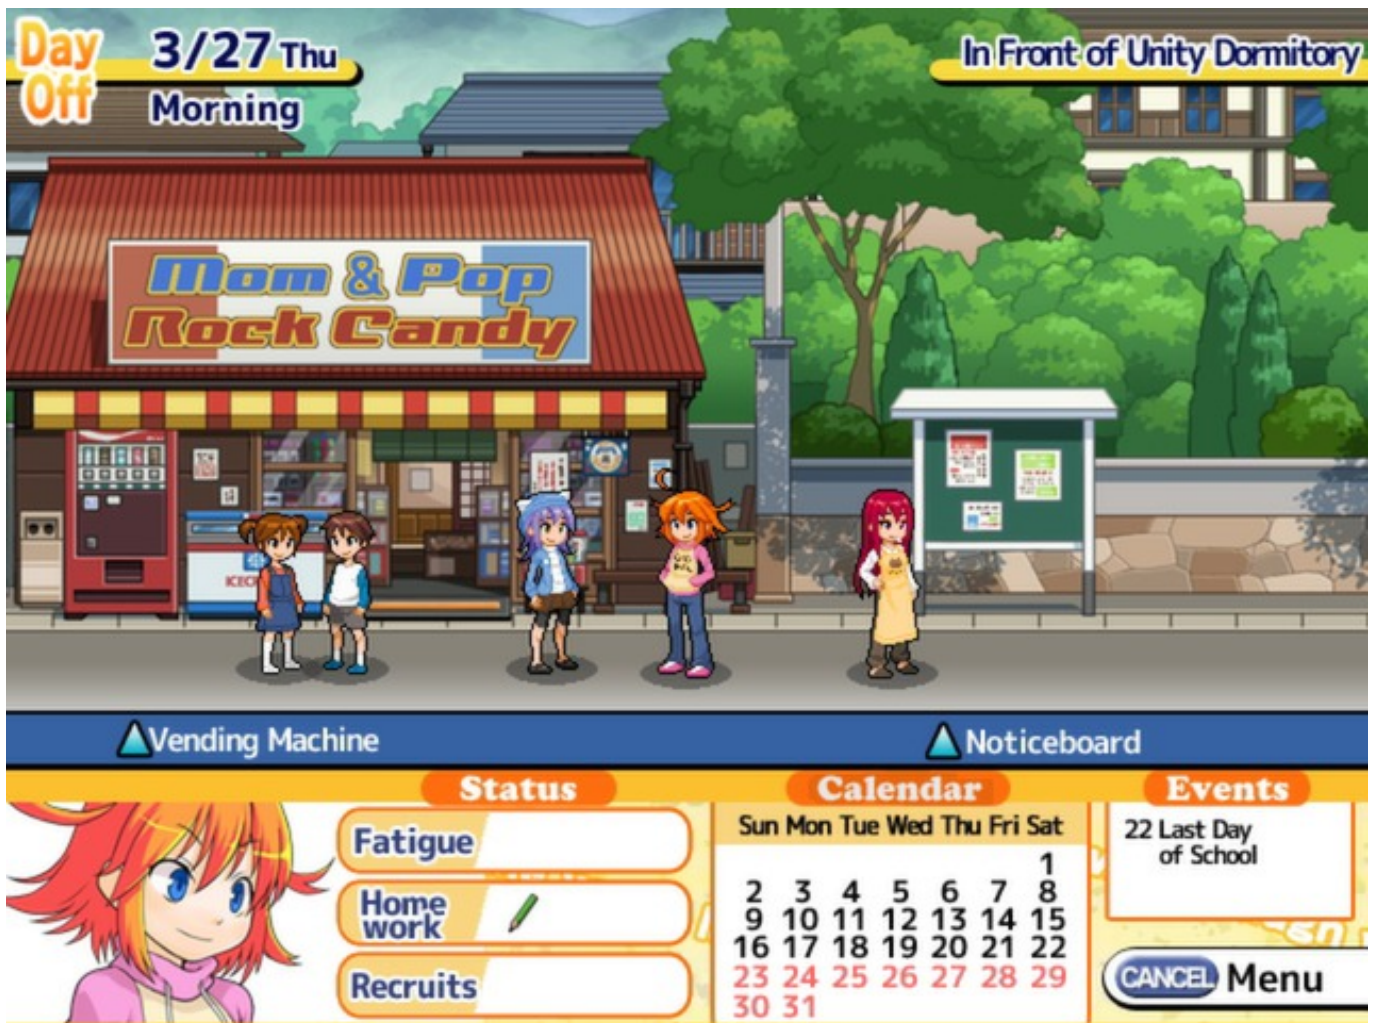 Day
Off
3/27 Thu
Morning
In Front of Unity Dormitory
Mom & Pop
Rock Candy
Vending Machine
Noticeboard
Status
Fatigue
Home
work
Recruits
Calendar
Sun Mon Tue Wed Thu Fri Sat
1
2 3 4 5 6 7 8
9 10 11 12 13 14 15
16 17 18 19 20 21 22
23 24 25 26 27 28 29
30 31
Events
22 Last Day
of School
CANCEL Menu